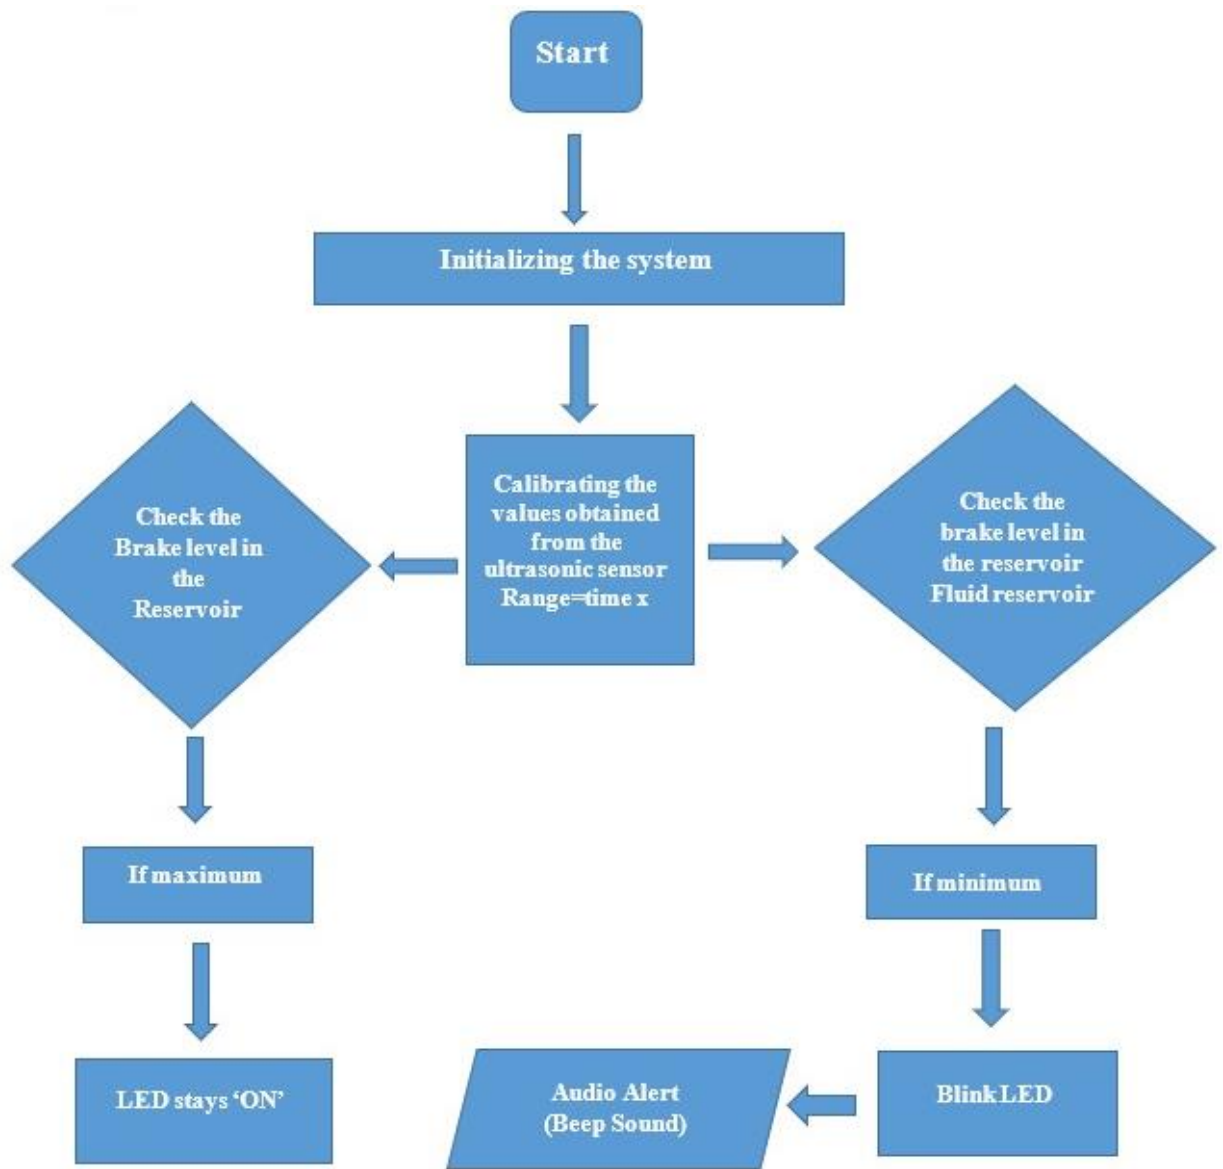 Start
Initializing the system
Check the
Brake level in
the
Reservoir
Calibrating the
values obtained
from the
ultrasonic sensor
Range=time x
Check the
brake level in
the reservoir
Fluid reservoir
If maximum
If minimum
LED stays ‘ON’
Audio Alert
(Beep Sound)
Blink LED